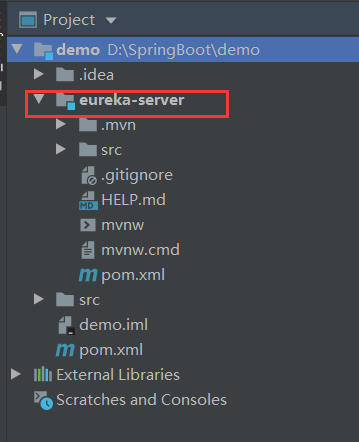 Project
demo D:\SpringBoot\demo
.idea
eureka-server
.mvn
src
.gitignore
MD HELP.md
mvnw
mvnw.cmd
m pom.xml
src
demo.iml
m pom.xml
External Libraries
Scratches and Consoles